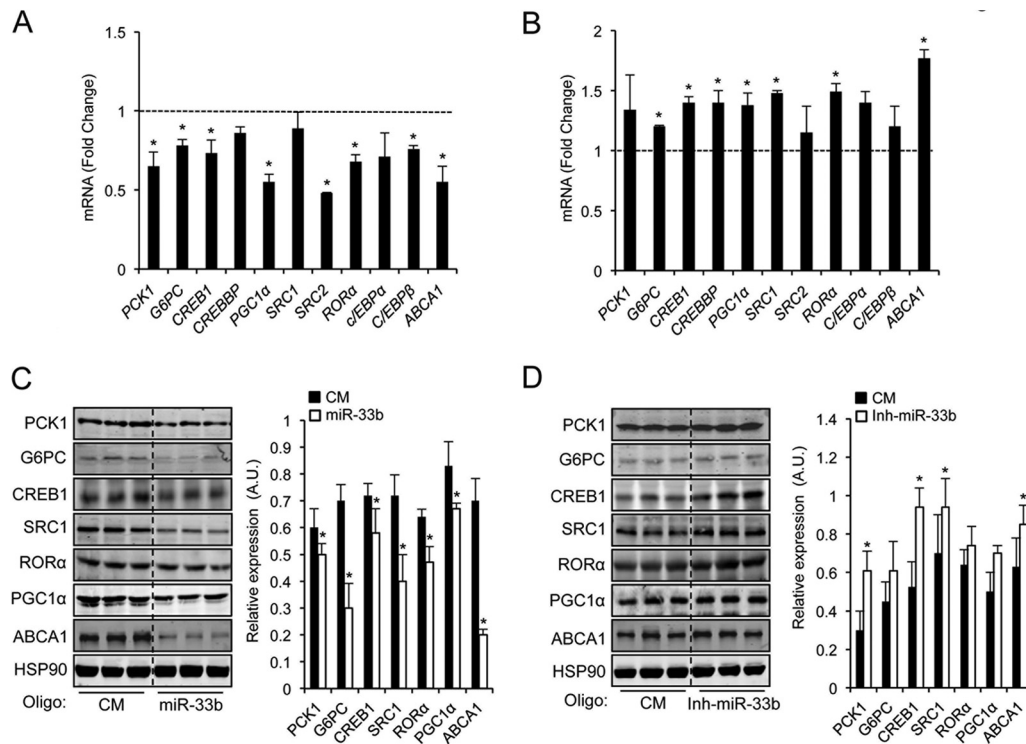 A
mRNA (Fold Change)
1.5
1
0.5
0
* * * * * * * *
PCK1 G6PC CREB1 CREBBP PGC1α SRC1 SRC2 RORα c/EBPα C/EBPβ ABCA1
B
mRNA (Fold Change)
2
1.5
1
0
* * * * * * *
PCK1 G6PC CREB1 CREBBP PGC1α SRC1 SRC2 RORα C/EBPα C/EBPβ ABCA1
C
PCK1
G6PC
CREB1
SRC1
RORα
PGC1α
ABCA1
HSP90
Oligo: CM miR-33b
CM
miR-33b
Relative expression (A.U.)
1
0.9
0.8
0.7
0.6
0.5
0.4
0.3
0.2
0.1
0
* * * * * * *
PCK1 G6PC CREB1 SRC1 RORα PGC1α ABCA1
D
PCK1
G6PC
CREB1
SRC1
RORα
PGC1α
ABCA1
HSP90
Oligo: CM Inh-miR-33b
CM
Inh-miR-33b
Relative expression (A.U.)
1.4
1.2
1
0.8
0.6
0.4
0.2
0
* * * *
PCK1 G6PC CREB1 SRC1 RORα PGC1α ABCA1